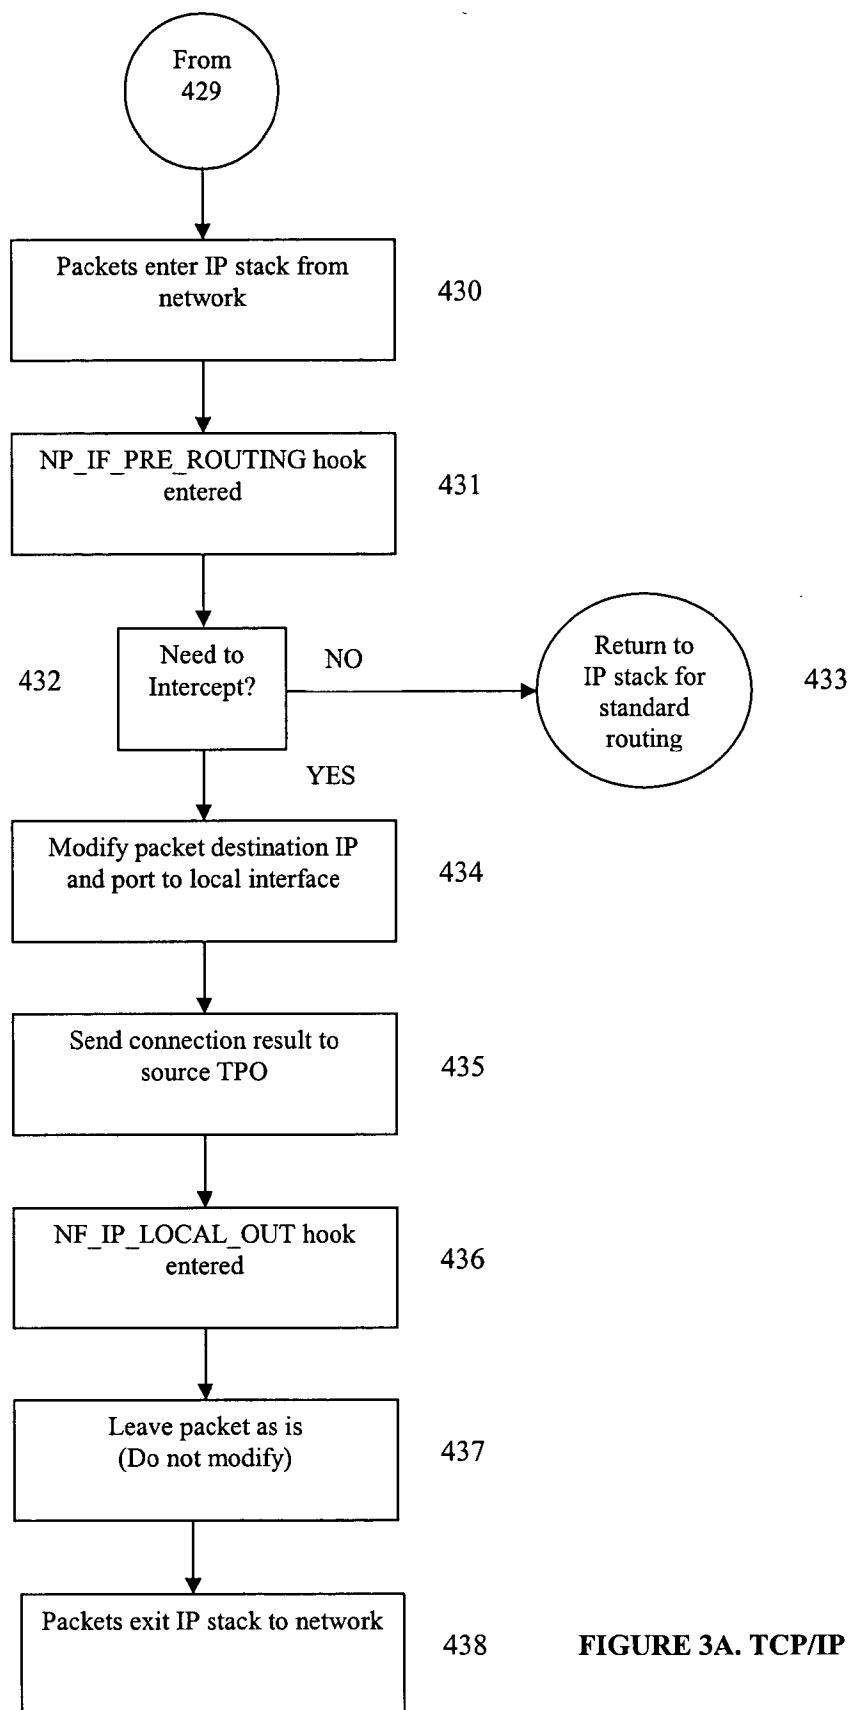 From
429
Packets enter IP stack from
network
430
NP_IF_PRE_ROUTING hook
entered
431
432
Need to
Intercept?
NO
Return to
IP stack for
standard
routing
433
YES
Modify packet destination IP
and port to local interface
434
Send connection result to
source TPO
435
NF_IP_LOCAL_OUT hook
entered
436
Leave packet as is
(Do not modify)
437
Packets exit IP stack to network
438
FIGURE 3A. TCP/IP